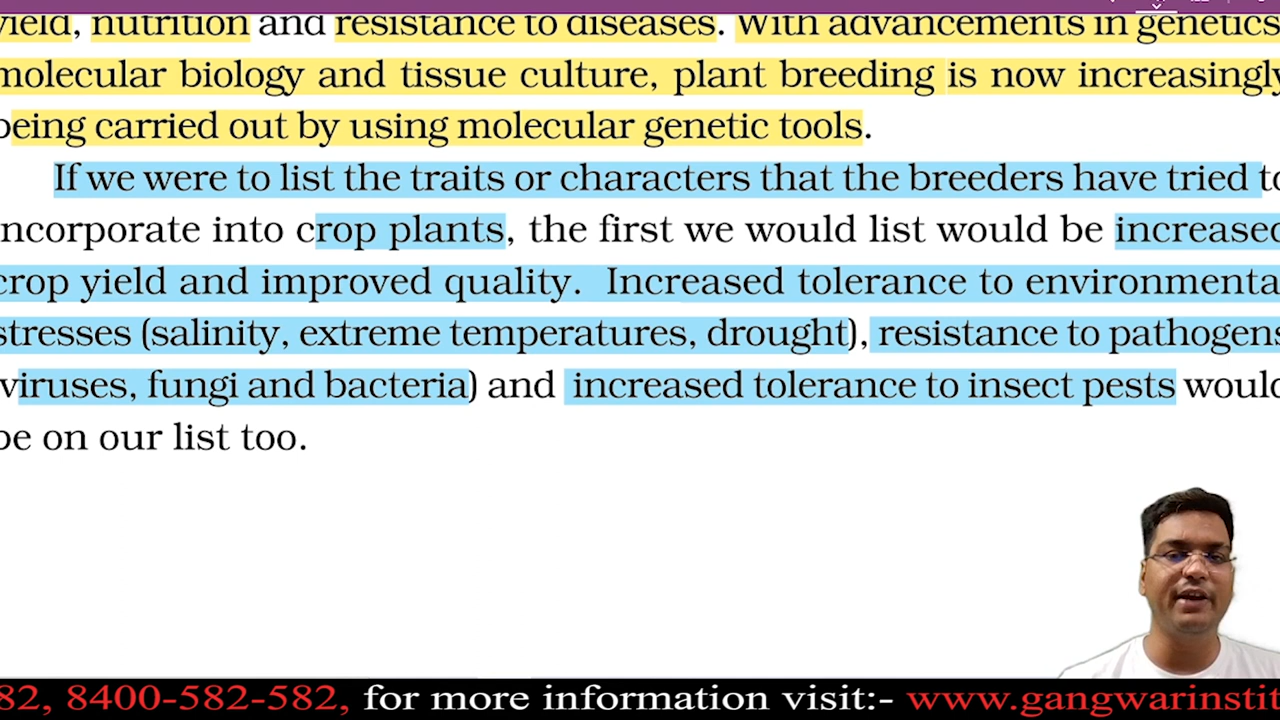 yield, nutrition and resistance to diseases. With advancements in genetics
molecular biology and tissue culture, plant breeding is now increasingly
being carried out by using molecular genetic tools.
If we were to list the traits or characters that the breeders have tried to
incorporate into crop plants, the first we would list would be increased
crop yield and improved quality. Increased tolerance to environmenta
stresses (salinity, extreme temperatures, drought), resistance to pathogens
viruses, fungi and bacteria) and increased tolerance to insect pests would
be on our list too.
82, 8400-582-582, for more information visit:- www.gangwarinstit